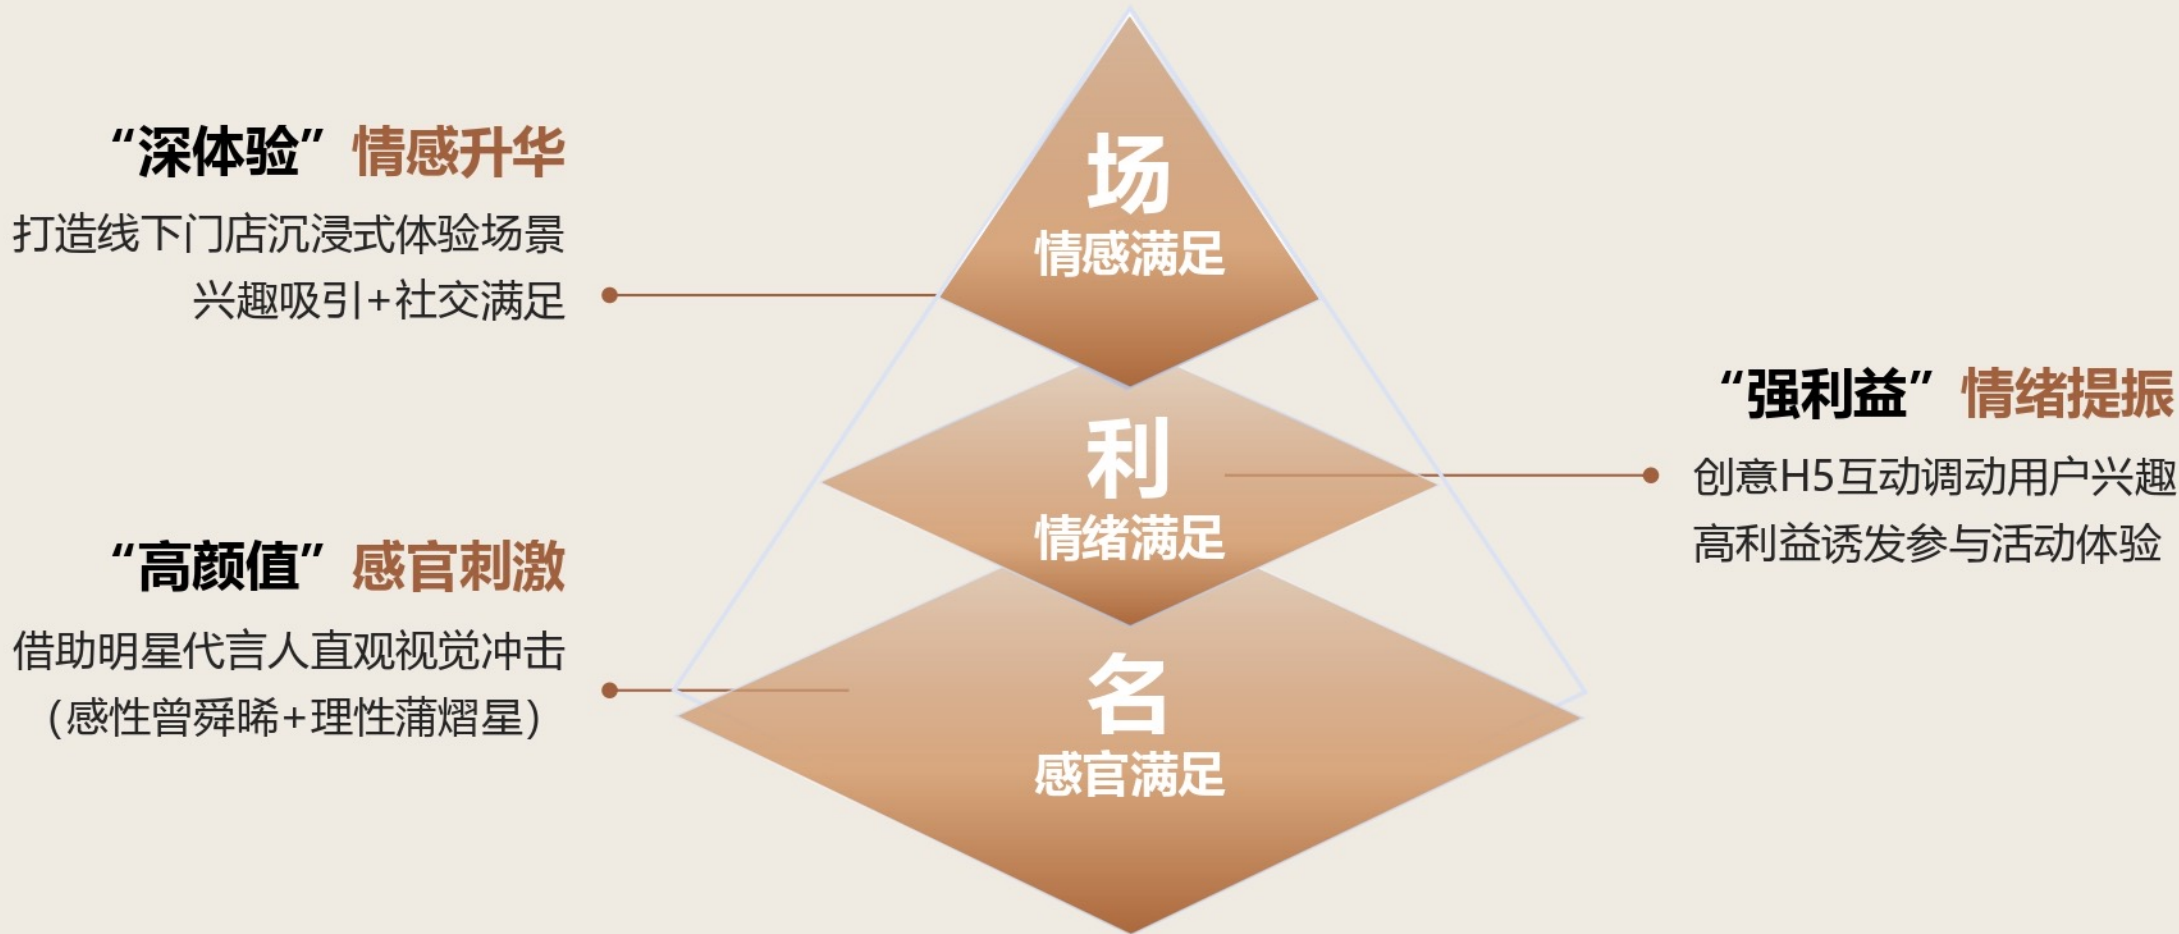 “深体验” 情感升华
打造线下门店沉浸式体验场景
兴趣吸引+社交满足
场
情感满足
“强利益” 情绪提振
创意H5互动调动用户兴趣
高利益诱发参与活动体验
利
情绪满足
“高颜值” 感官刺激
借助明星代言人直观视觉冲击
（感性曾舜晞+理性蒲熠星）
名
感官满足